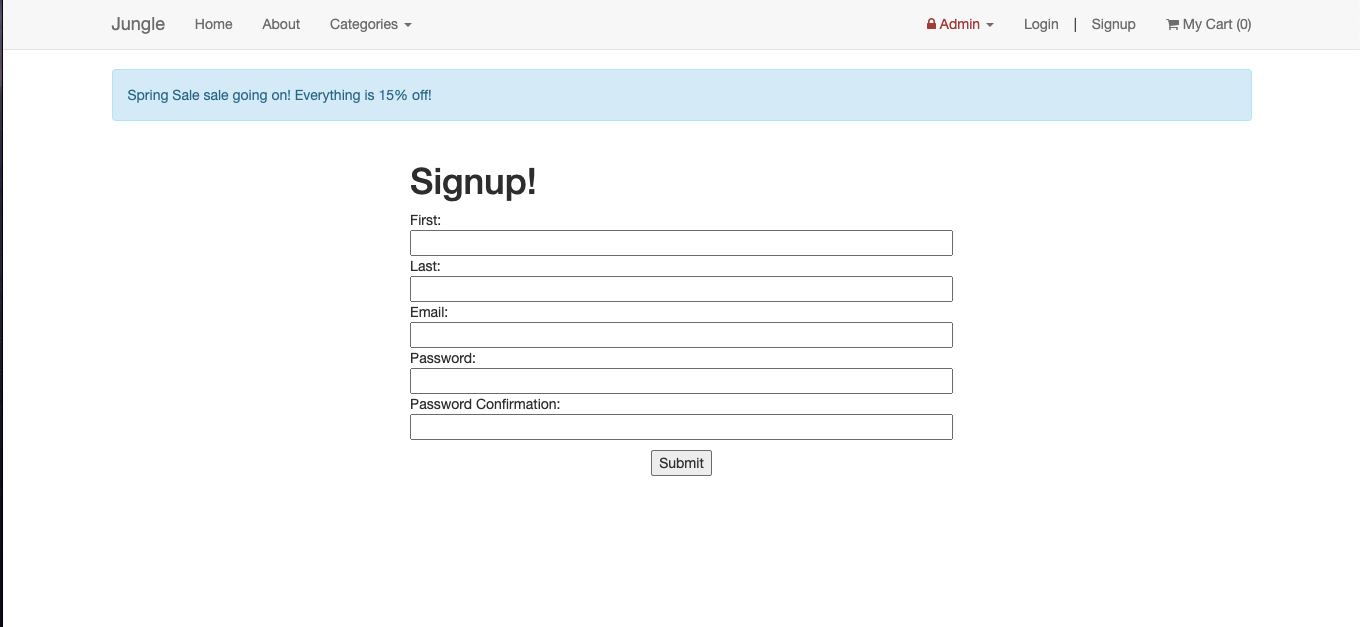 Jungle Home About Categories Admin Login | Signup My Cart (0)
Spring Sale sale going on! Everything is 15% off!
Signup!
First:
Last:
Email:
Password:
Password Confirmation:
Submit